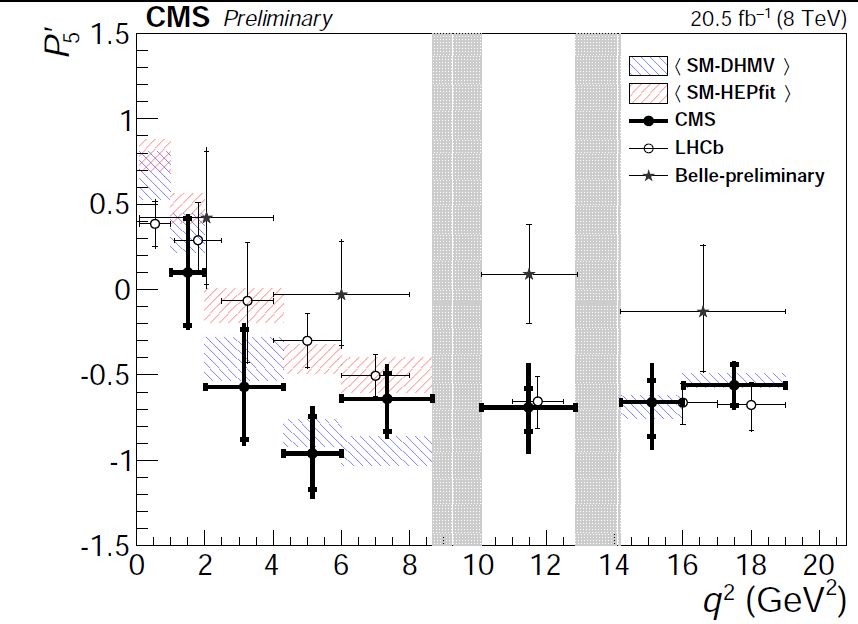 CMS Preliminary 20.5 fb⁻¹ (8 TeV)
P₅'
1.5
1
0.5
0
-0.5
-1
-1.5
⟨ SM-DHMV ⟩
⟨ SM-HEPfit ⟩
CMS
LHCb
Belle-preliminary
0 2 4 6 8 10 12 14 16 18 20
q² (GeV²)